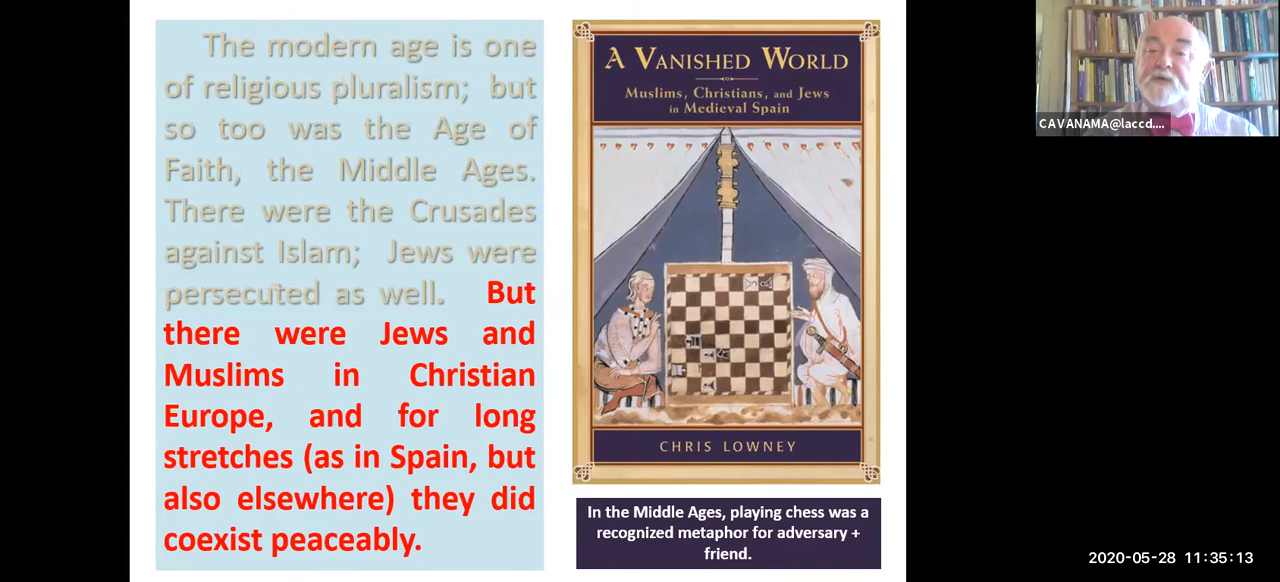 The modern age is one
of religious pluralism; but
so too was the Age of
Faith, the Middle Ages.
There were the Crusades
against Islam; Jews were
persecuted as well. But
there were Jews and
Muslims in Christian
Europe, and for long
stretches (as in Spain, but
also elsewhere) they did
coexist peaceably.
A VANISHED WORLD
MUSLIMS, CHRISTIANS, AND JEWS
IN MEDIEVAL SPAIN
CHRIS LOWNEY
In the Middle Ages, playing chess was a
recognized metaphor for adversary +
friend.
CAVANAMA@laccd....
2020-05-28 11:35:13